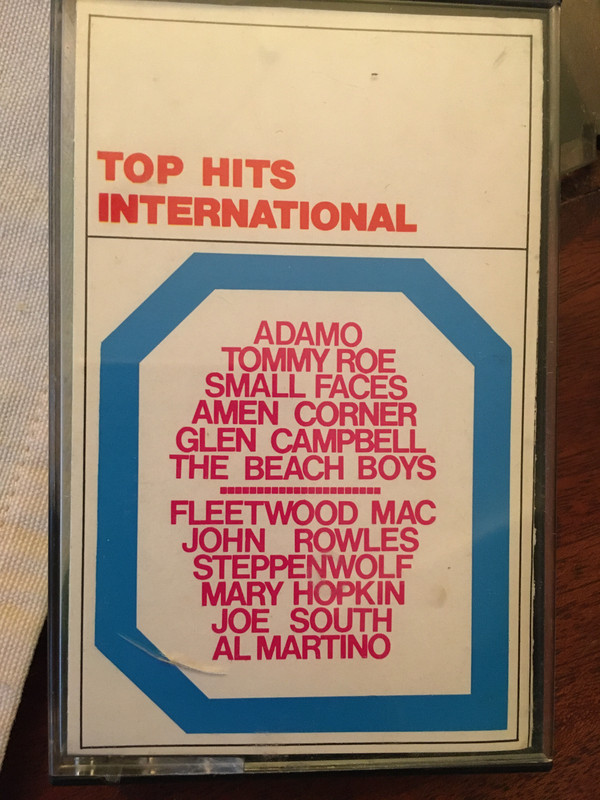 TOP HITS
INTERNATIONAL
ADAMO
TOMMY ROE
SMALL FACES
AMEN CORNER
GLEN CAMPBELL
THE BEACH BOYS
FLEETWOOD MAC
JOHN ROWLES
STEPPENWOLF
MARY HOPKIN
JOE SOUTH
AL MARTINO